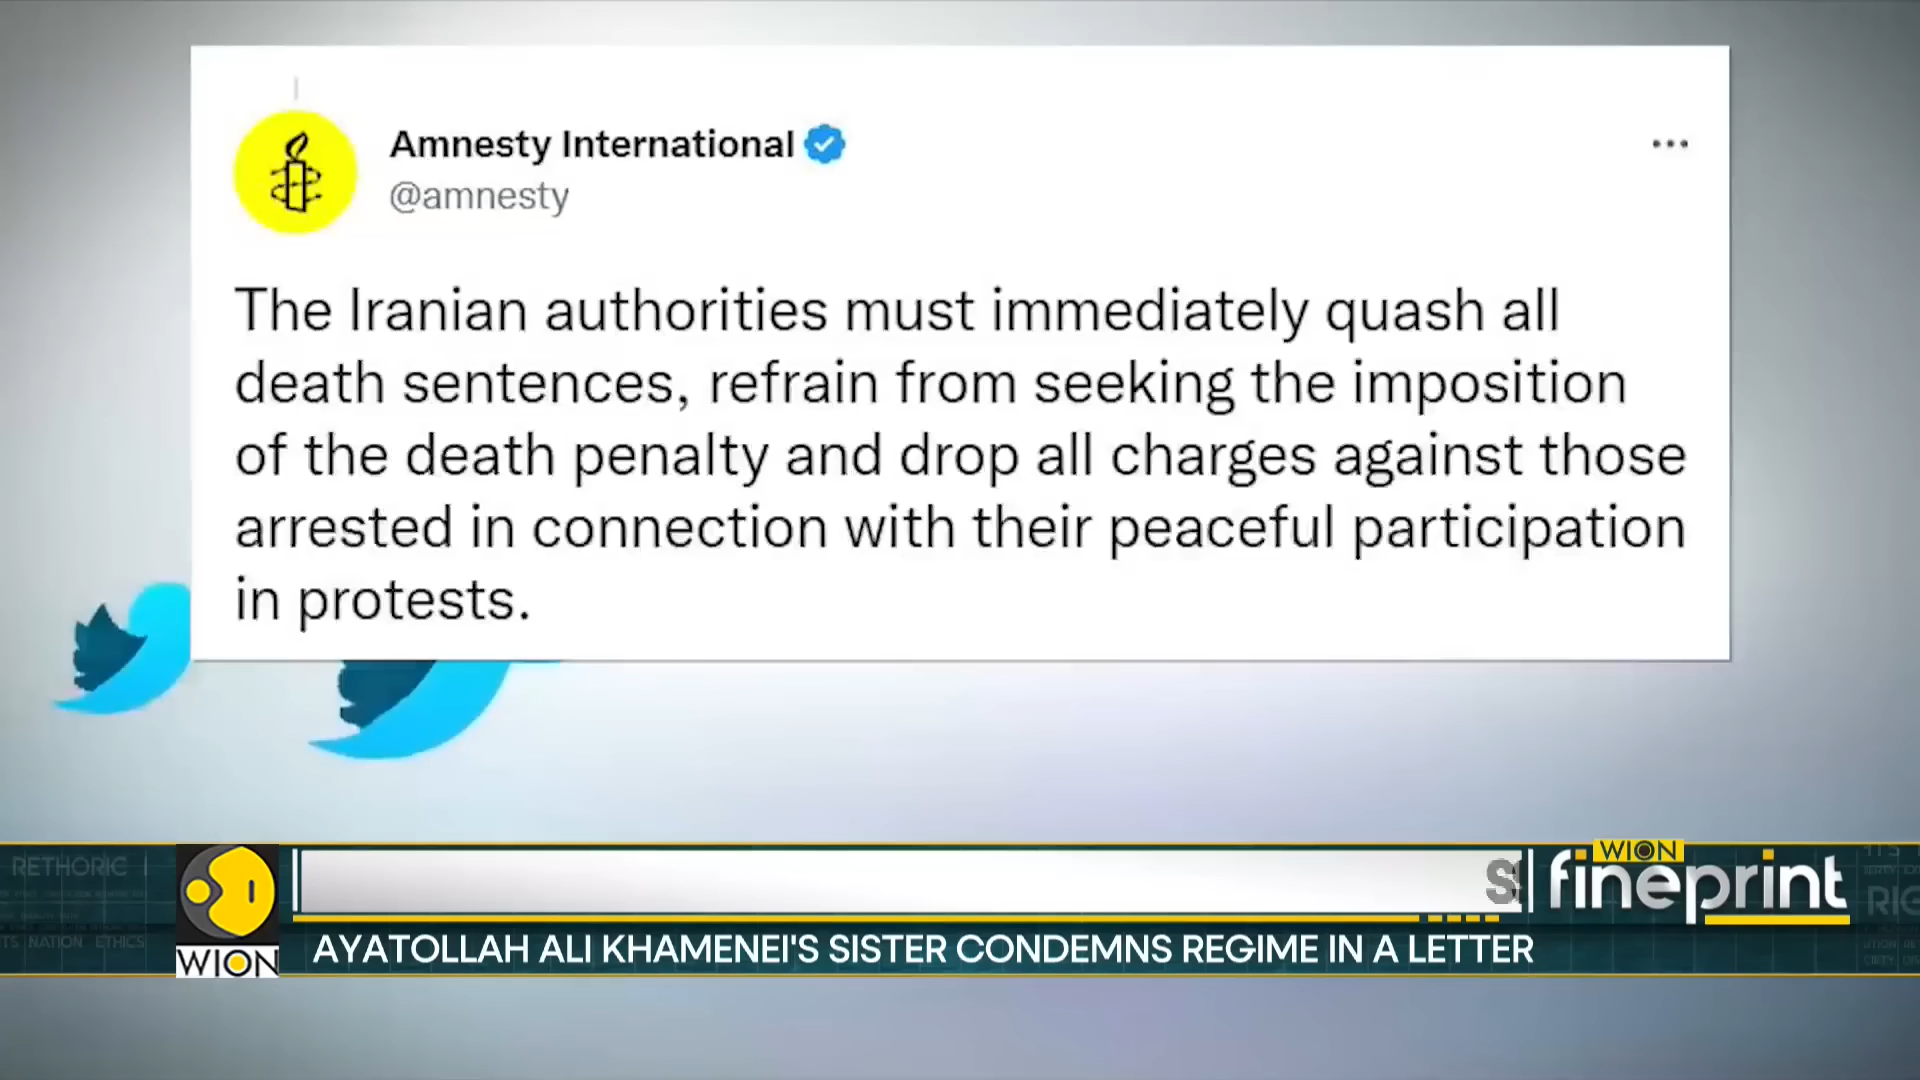 Amnesty International
@amnesty
The Iranian authorities must immediately quash all
death sentences, refrain from seeking the imposition
of the death penalty and drop all charges against those
arrested in connection with their peaceful participation
in protests.
RETHORIC
NATION ETHICS
WION
WION
fineprint
AYATOLLAH ALI KHAMENEI'S SISTER CONDEMNS REGIME IN A LETTER